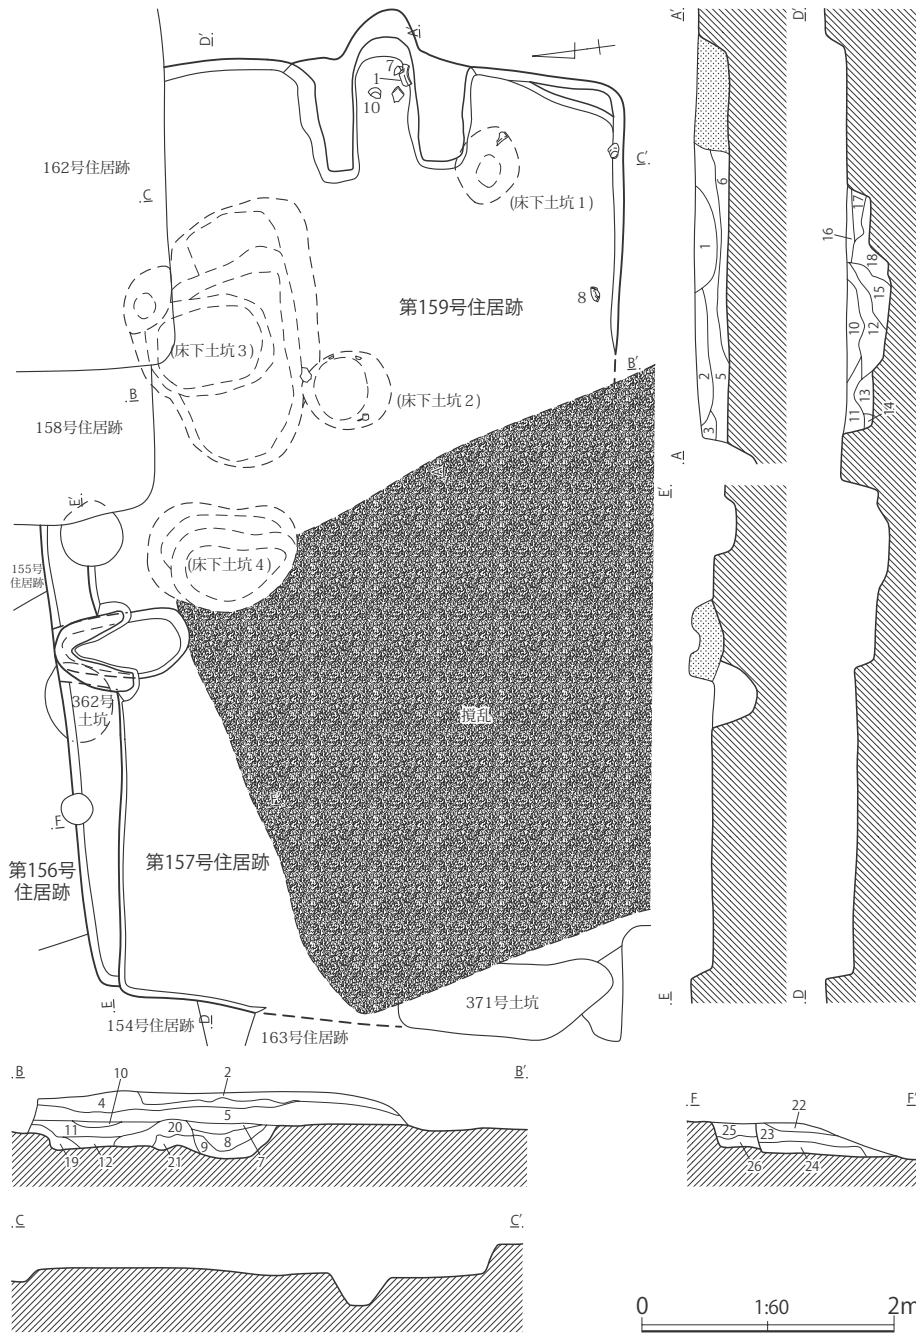 D′
A′
7
1
10
162号住居跡
C
C′
(床下土坑1)
8
第159号住居跡
(床下土坑3)
B′
B
(床下土坑2)
158号住居跡
A
E′
(床下土坑4)
155号
住居跡
362号
土坑
攪乱
F′
F
第156号
住居跡
第157号住居跡
E
D
371号土坑
154号住居跡
163号住居跡
A′
6
1
2
5
3
A
D′
17
16
18
15
10
12
13
11
14
E′
E
D
B
B′
10
2
4
5
11
20
9
8
19
12
21
7
F
F′
22
25
23
26
24
C
C′
0
1:60
2m